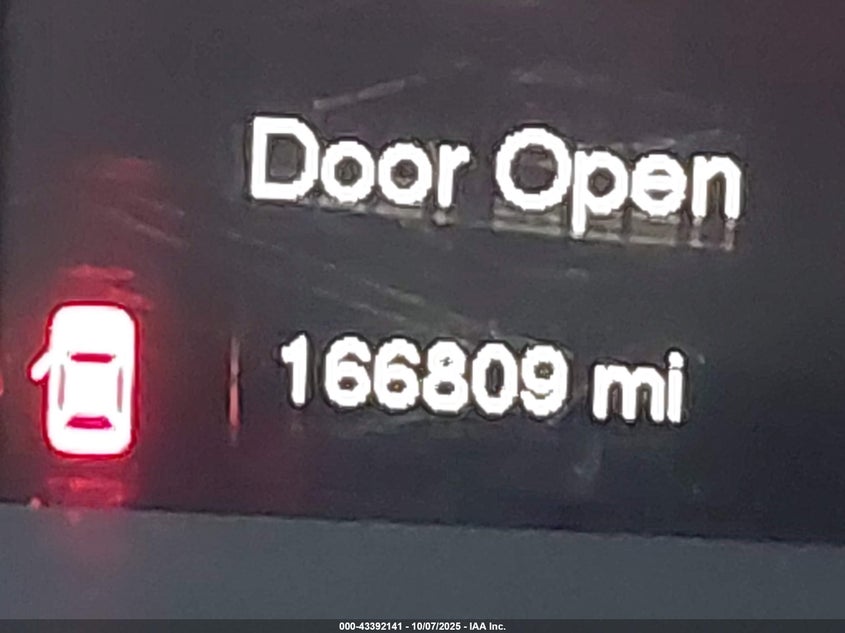 Door Open
166809 mi
000-43392141 - 10/07/2025 - IAA Inc.